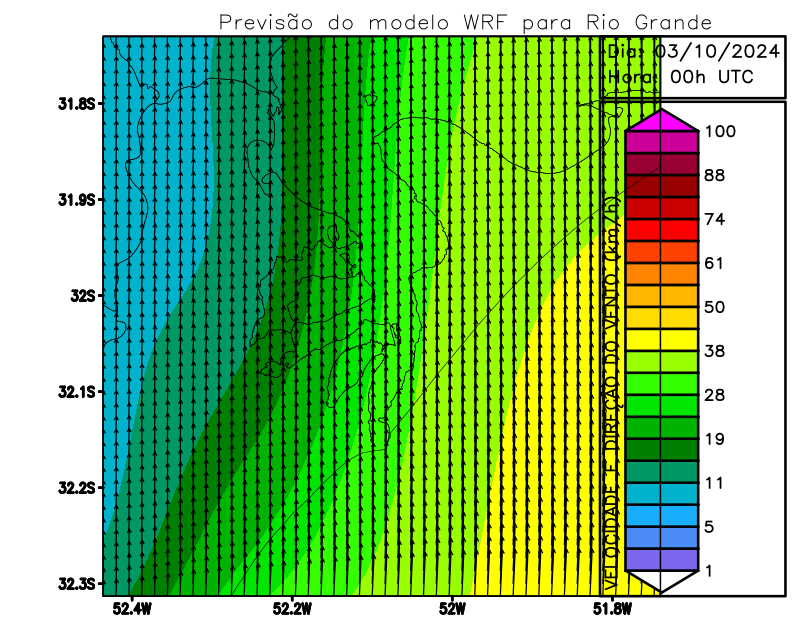 Previsão do modelo WRF para Rio Grande
Dia: 03/10/2024
Hora: 00h UTC
31.8S
31.9S
32S
32.1S
32.2S
32.3S
52.4W
52.2W
52W
51.8W
VELOCIDADE E DIREÇÃO DO VENTO (km/h)
100
88
74
61
50
38
28
19
11
5
1